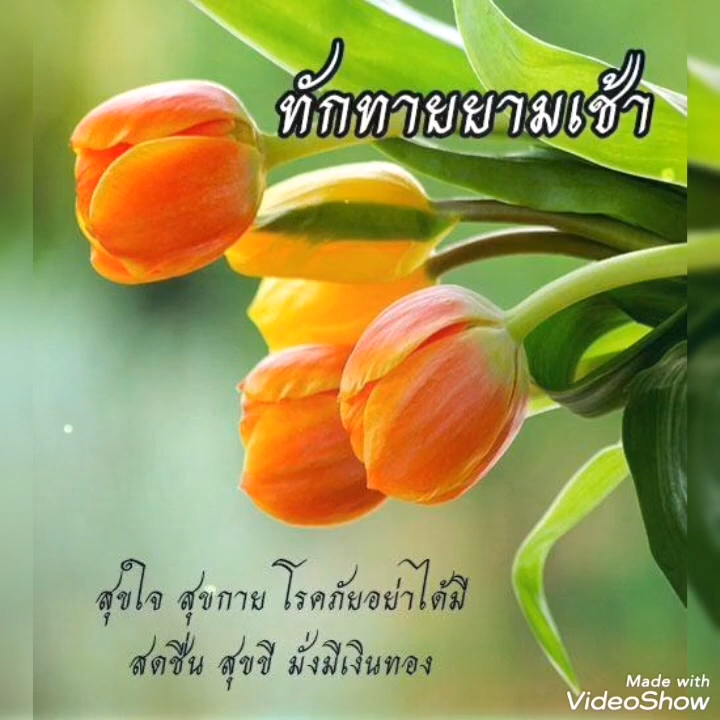 ทักทายยามเช้า
สุขใจ สุขกาย โรคภัยอย่าได้มี
สดชื่น สุขขี มั่งมีเงินทอง
Made with
VideoShow